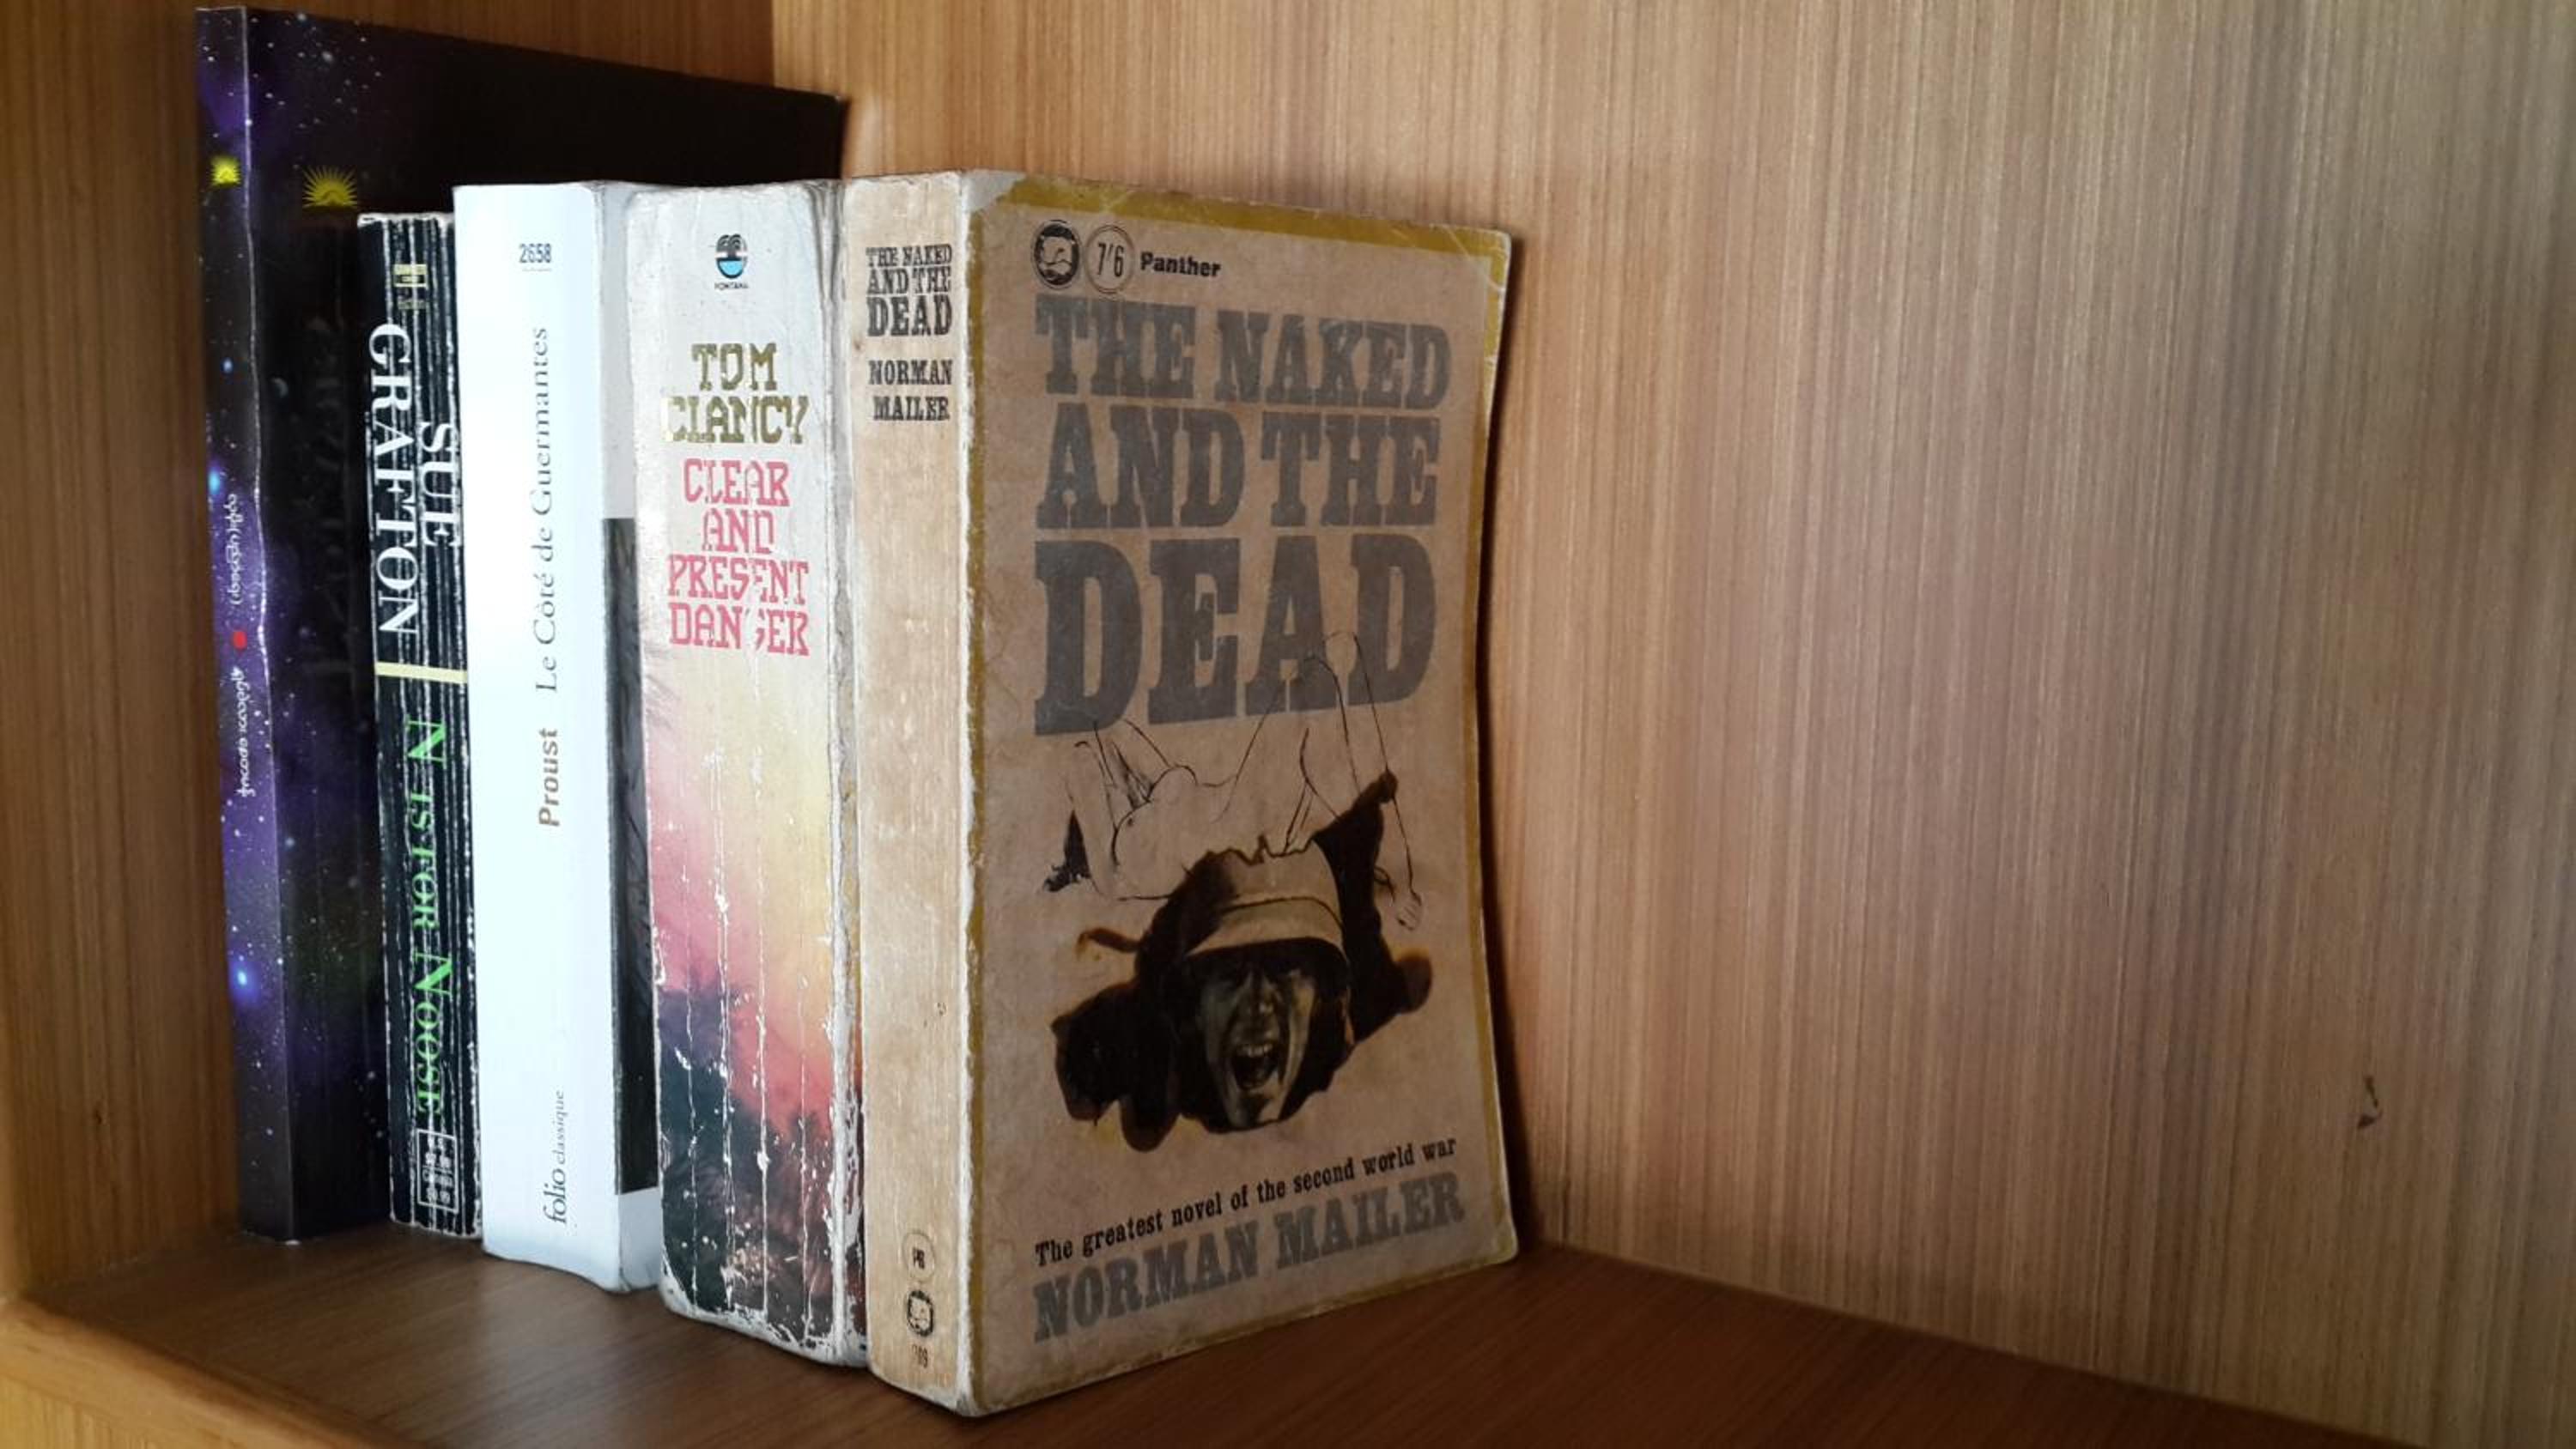 SUE
GRAFTON
N IS FOR NOOSE
2658
Proust Le Côté de Guermantes
folio classique
FONTANA
TOM
CLANCY
CLEAR
AND
PRESENT
DANGER
THE NAKED
AND THE
DEAD
NORMAN
MAILER
7/6 Panther
THE NAKED
AND THE
DEAD
The greatest novel of the second world war
NORMAN MAILER